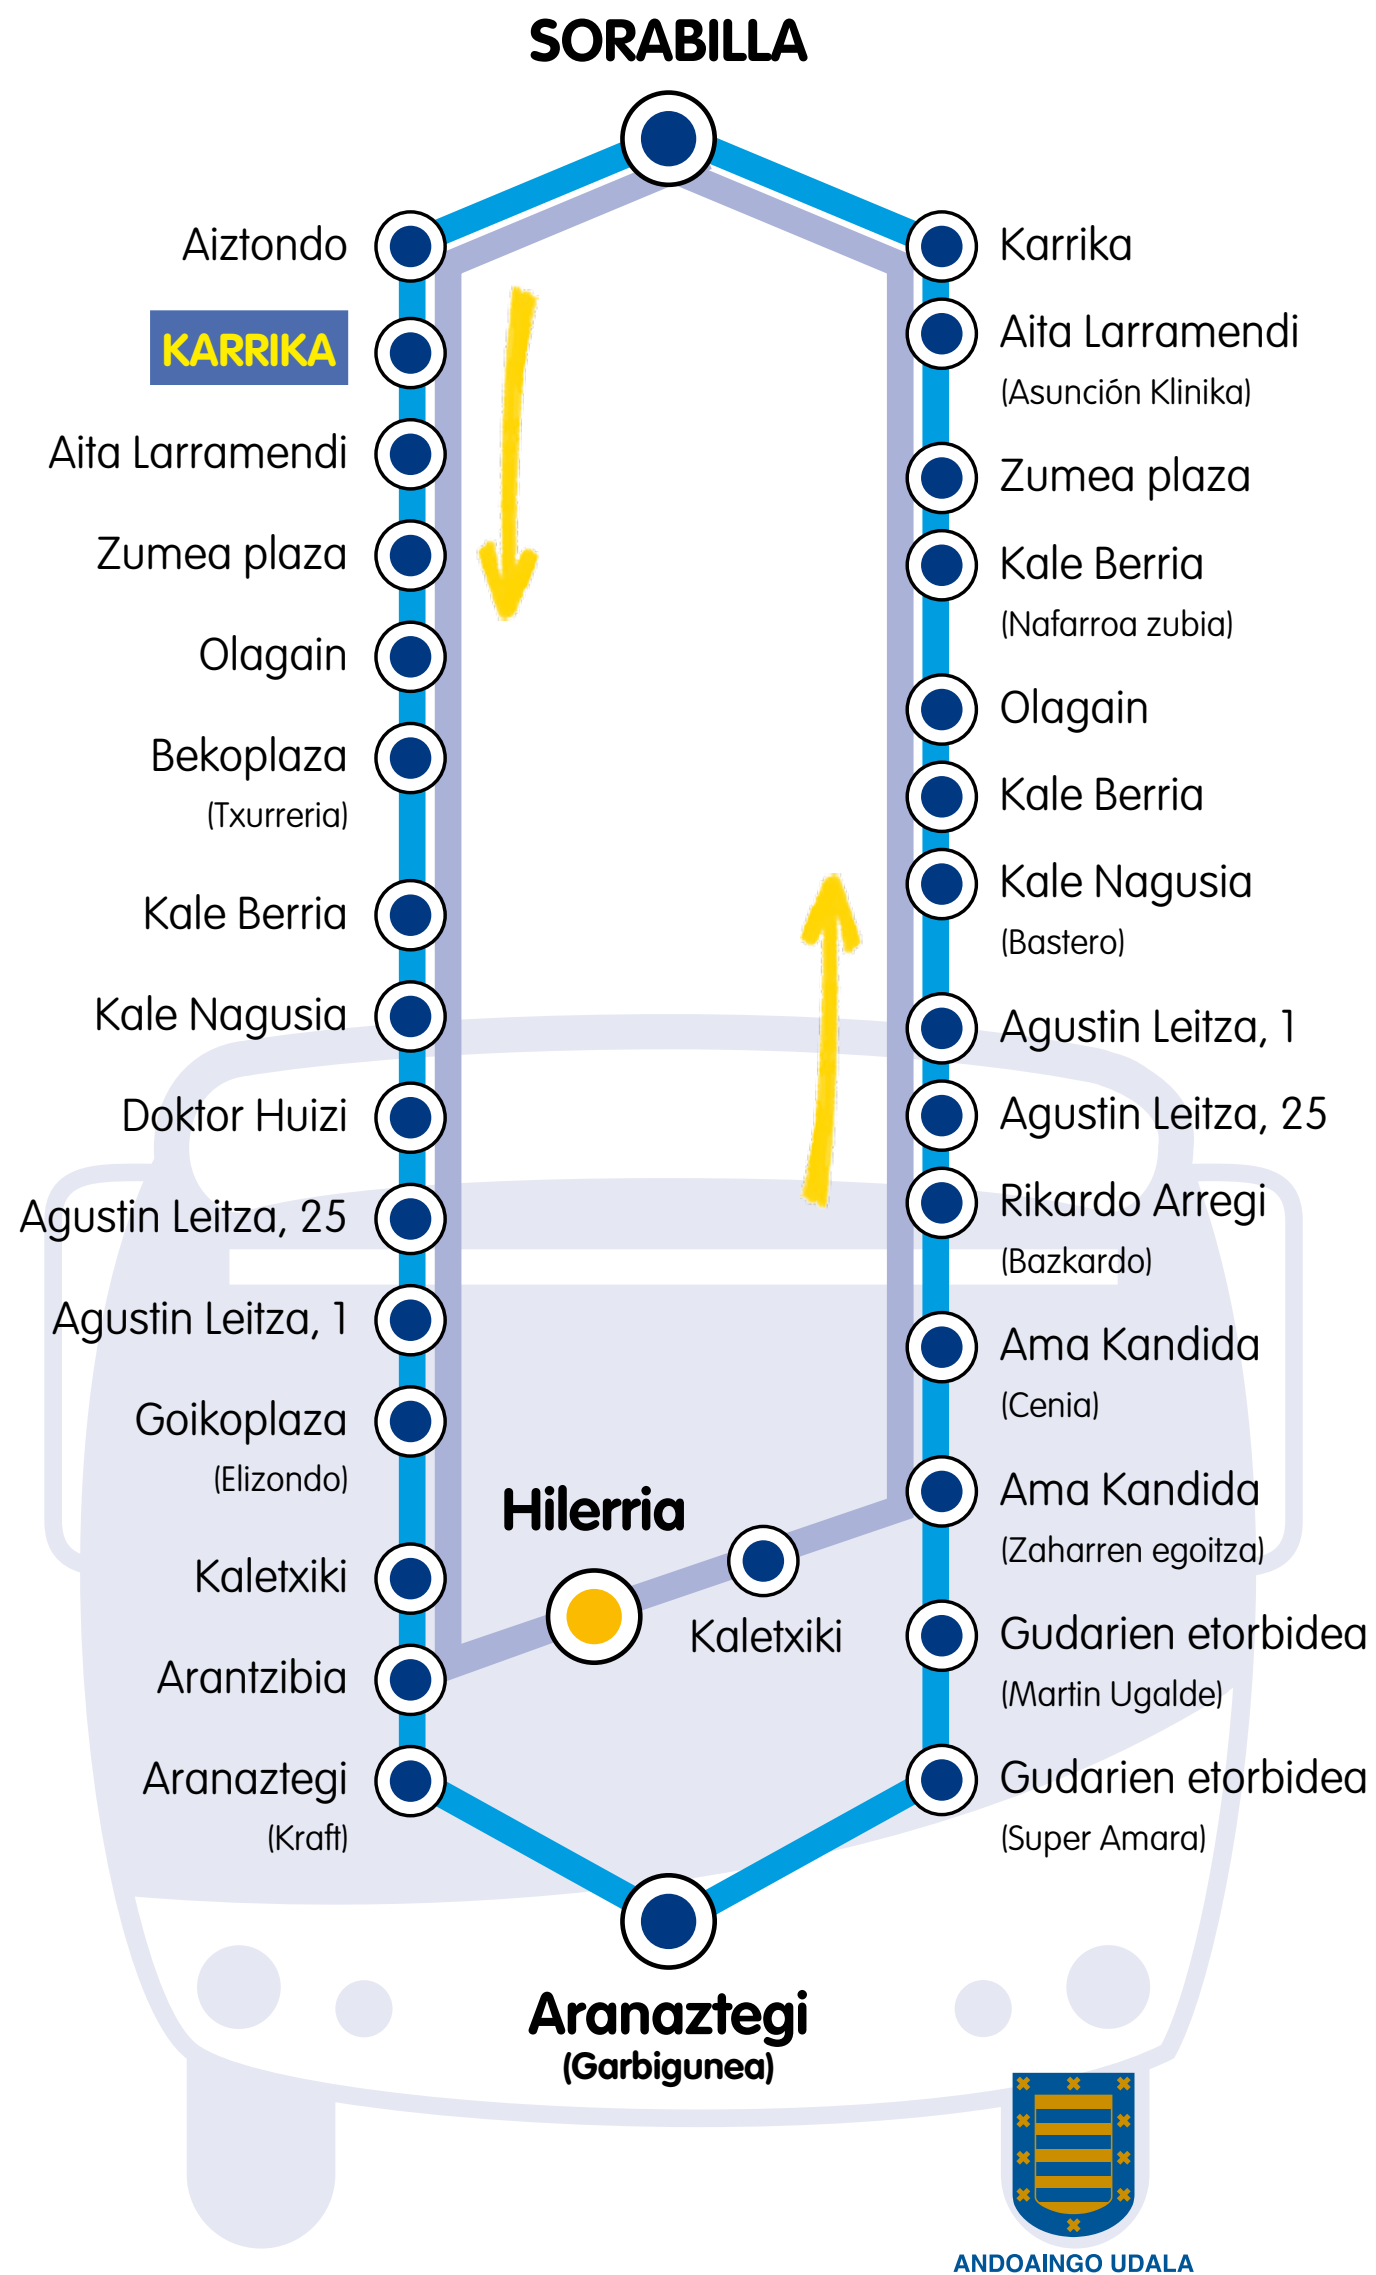 SORABILLA
Aiztondo
KARRIKA
Aita Larramendi
Zumea plaza
Olagain
Bekoplaza
(Txurreria)
Kale Berria
Kale Nagusia
Doktor Huizi
Agustin Leitza, 25
Agustin Leitza, 1
Goikoplaza
(Elizondo)
Kaletxiki
Arantzibia
Aranaztegi
(Kraft)
Karrika
Aita Larramendi
(Asunción Klinika)
Zumea plaza
Kale Berria
(Nafarroa zubia)
Olagain
Kale Berria
Kale Nagusia
(Bastero)
Agustin Leitza, 1
Agustin Leitza, 25
Rikardo Arregi
(Bazkardo)
Ama Kandida
(Cenia)
Ama Kandida
(Zaharren egoitza)
Gudarien etorbidea
(Martin Ugalde)
Gudarien etorbidea
(Super Amara)
Hilerria
Kaletxiki
Aranaztegi
(Garbigunea)
ANDOAINGO UDALA